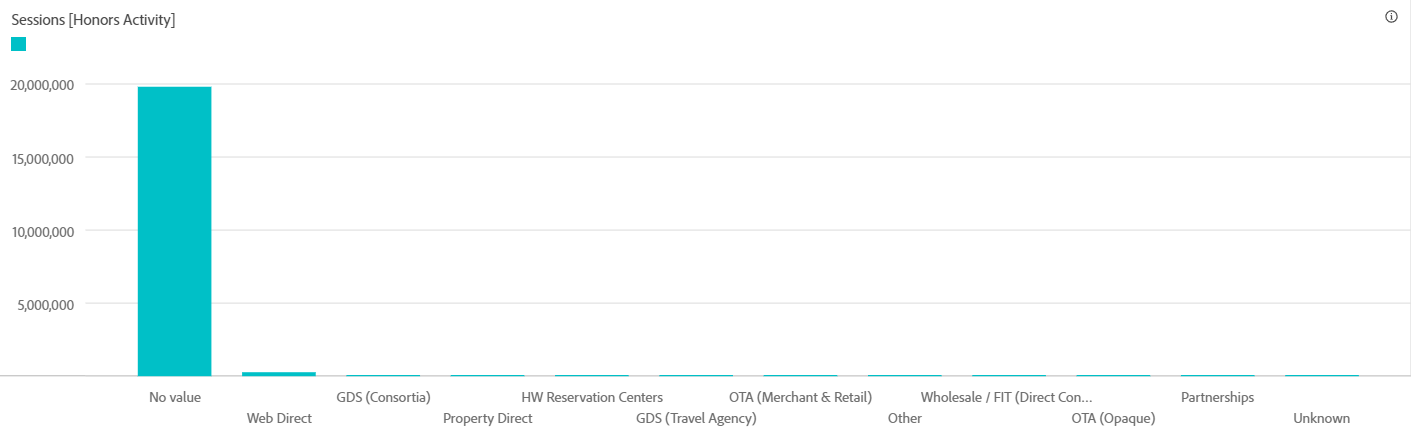 Sessions [Honors Activity]
20,000,000
15,000,000
10,000,000
5,000,000
No value
Web Direct
GDS (Consortia)
Property Direct
HW Reservation Centers
GDS (Travel Agency)
OTA (Merchant & Retail)
Other
Wholesale / FIT (Direct Con...
OTA (Opaque)
Partnerships
Unknown